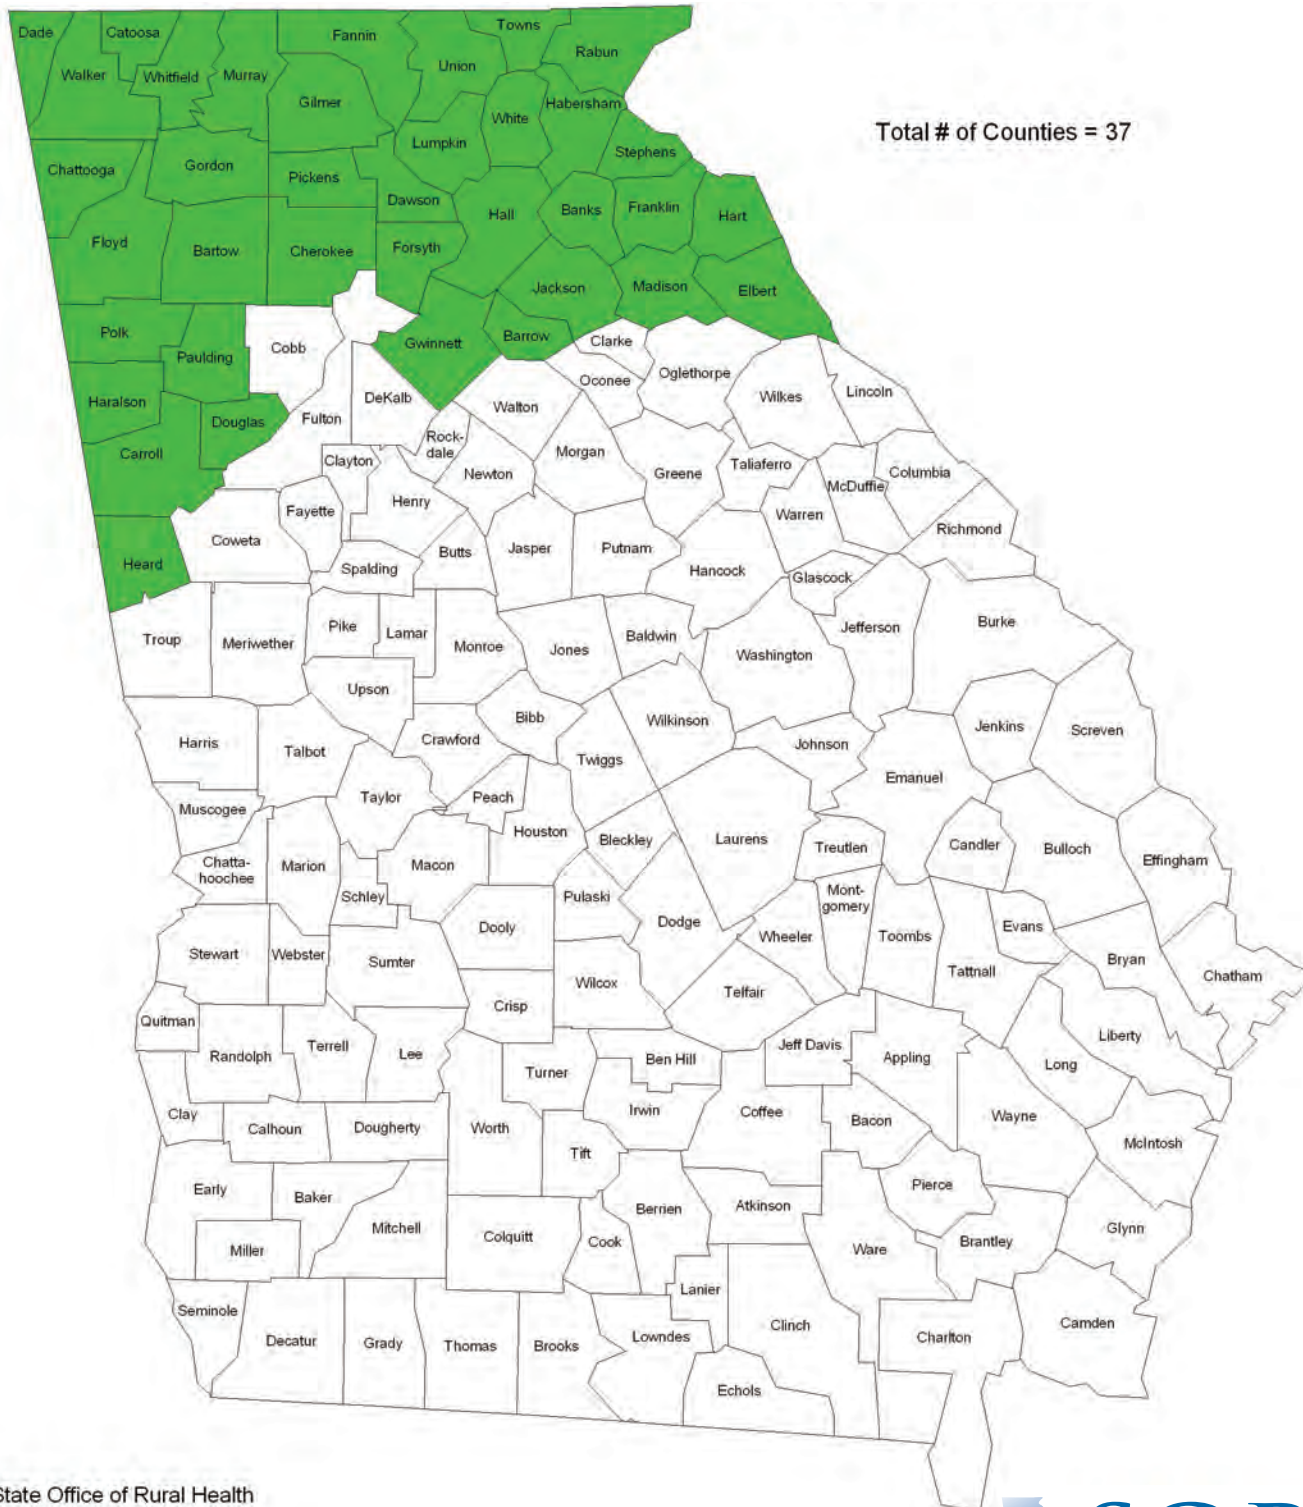 Dade
Catoosa
Fannin
Towns
Rabun
Walker
Whitfield
Murray
Union
Gilmer
White
Habersham
Total # of Counties = 37
Lumpkin
Stephens
Chattooga
Gordon
Pickens
Dawson
Hall
Banks
Franklin
Hart
Floyd
Bartow
Cherokee
Forsyth
Jackson
Madison
Elbert
Polk
Paulding
Cobb
Gwinnett
Barrow
Clarke
Oconee
Oglethorpe
Wilkes
Lincoln
Haralson
Douglas
Fulton
DeKalb
Walton
Rock-
dale
Carroll
Clayton
Newton
Morgan
Greene
Taliaferro
McDuffie
Columbia
Fayette
Henry
Warren
Richmond
Heard
Coweta
Spalding
Butts
Jasper
Putnam
Hancock
Glascock
Troup
Meriwether
Pike
Lamar
Monroe
Jones
Baldwin
Washington
Jefferson
Burke
Upson
Harris
Talbot
Crawford
Bibb
Twiggs
Wilkinson
Johnson
Emanuel
Jenkins
Screven
Muscogee
Taylor
Peach
Houston
Bleckley
Laurens
Treutlen
Candler
Bulloch
Effingham
Chatta-
hoochee
Marion
Schley
Macon
Dooly
Pulaski
Dodge
Wheeler
Mont-
gomery
Toombs
Tattnall
Evans
Bryan
Chatham
Stewart
Webster
Sumter
Crisp
Wilcox
Telfair
Quitman
Randolph
Terrell
Lee
Turner
Ben Hill
Jeff Davis
Appling
Long
Liberty
Clay
Calhoun
Dougherty
Worth
Irwin
Coffee
Bacon
Wayne
McIntosh
Tift
Early
Baker
Mitchell
Miller
Colquitt
Cook
Berrien
Atkinson
Ware
Pierce
Brantley
Glynn
Seminole
Decatur
Grady
Thomas
Brooks
Lanier
Lowndes
Clinch
Echols
Charlton
Camden
State Office of Rural Health